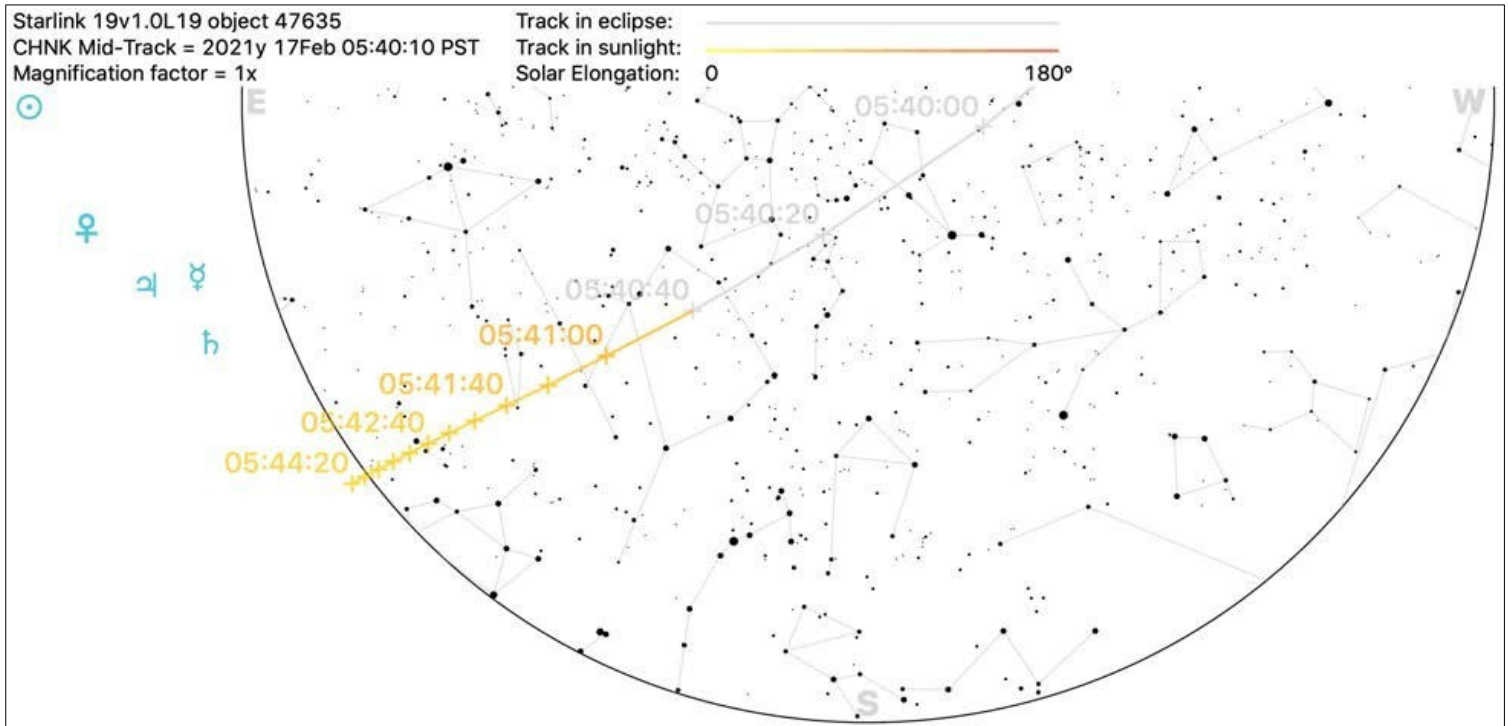 Starlink 19v1.0L19 object 47635
CHNK Mid-Track = 2021y 17Feb 05:40:10 PST
Magnification factor = 1x
Track in eclipse:
Track in sunlight:
Solar Elongation: 0 180°
E
W
05:40:00
05:40:20
05:40:40
05:41:00
05:41:40
05:42:40
05:44:20
S